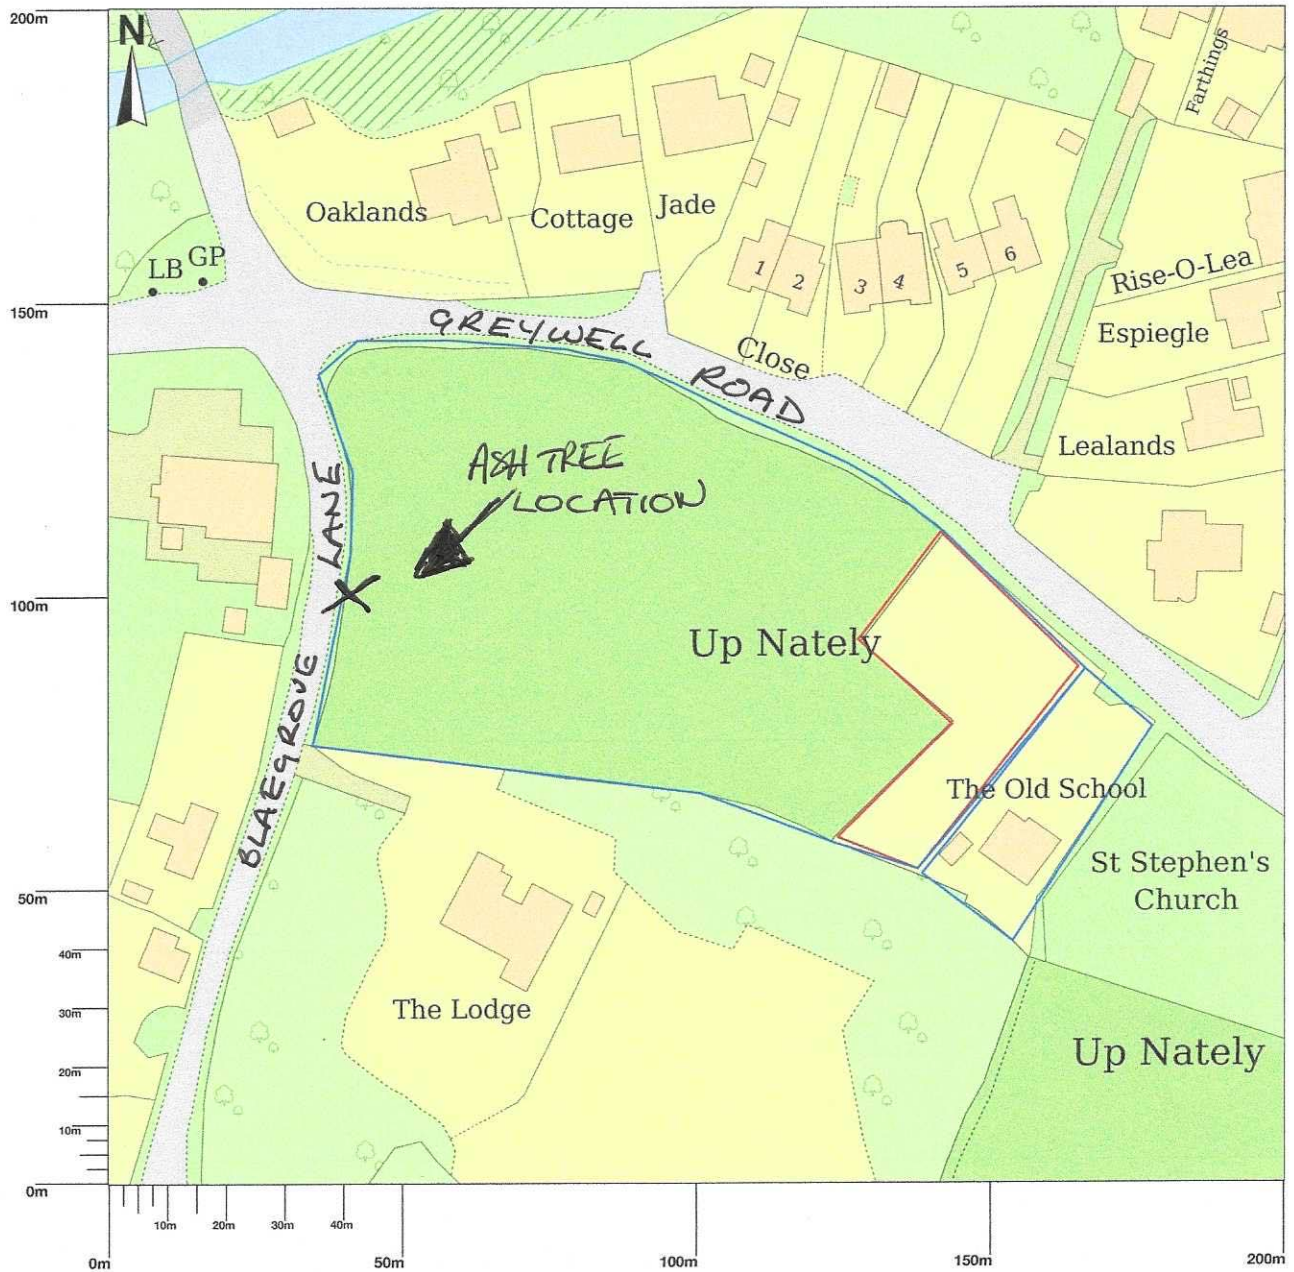 200m
N
Farthings
Oaklands
Cottage
Jade
LB
GP
1
2
3
4
5
6
Rise-O-Lea
150m
Espiegle
GREYWELL
ROAD
Close
Lealands
ASH TREE
LOCATION
BLAEGROVE LANE
X
100m
Up Nately
The Old School
St Stephen's
Church
50m
40m
The Lodge
30m
Up Nately
20m
10m
0m
10m
20m
30m
40m
0m
50m
100m
150m
200m